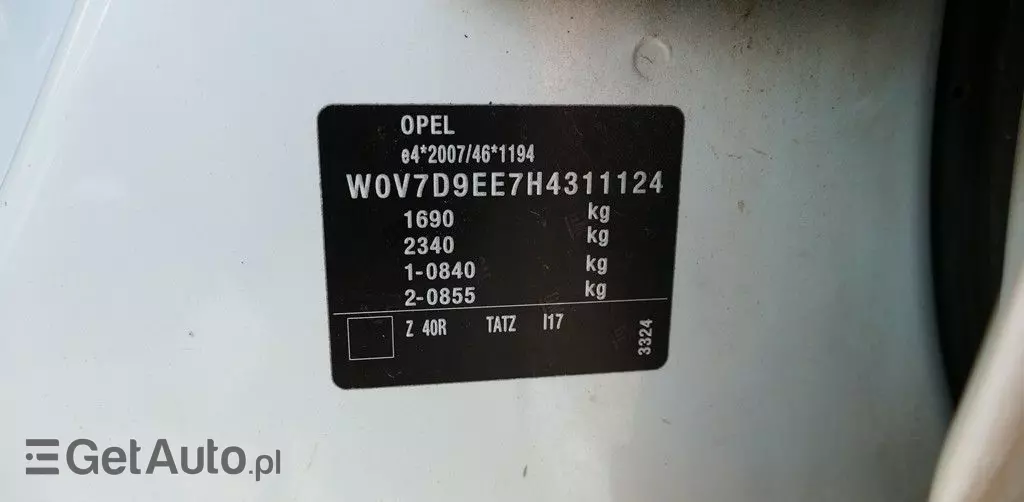 OPEL
e4*2007/46*1194
W0V7D9EE7H4311124
1690 kg
2340 kg
1-0840 kg
2-0855 kg
Z 40R TATZ I17
3324
GetAuto.pl